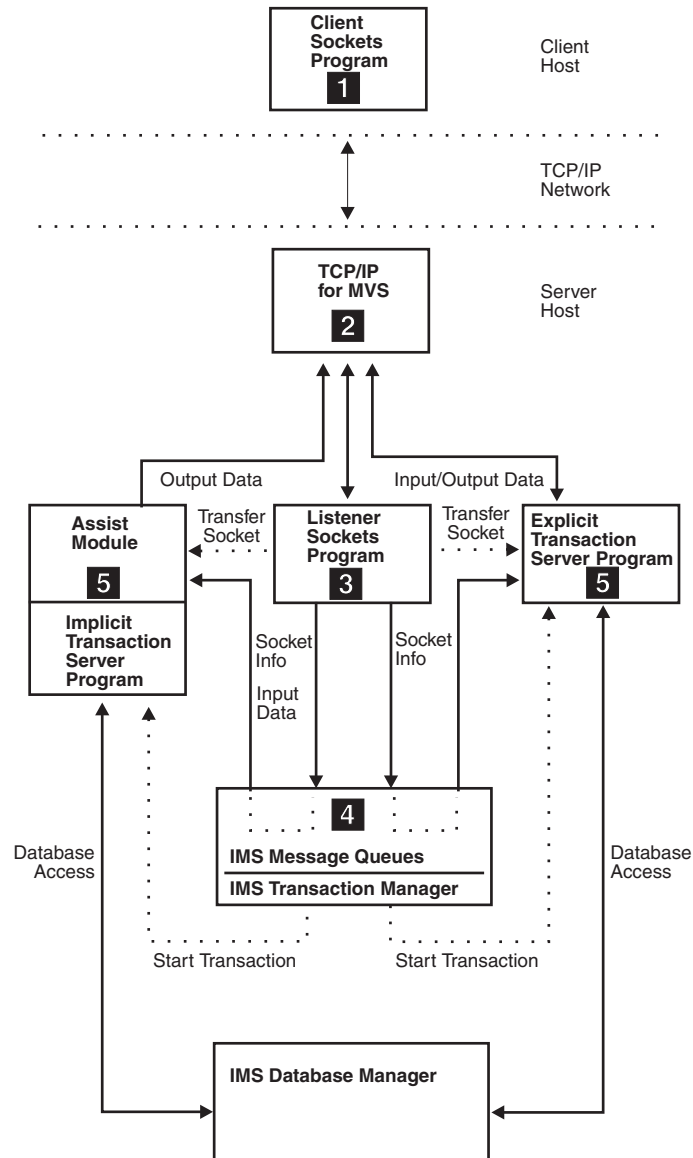 Client
Sockets
Program
1
Client
Host
TCP/IP
Network
TCP/IP
for MVS
2
Server
Host
Output Data
Input/Output Data
Assist
Module
5
Transfer
Socket
Listener
Sockets
Program
3
Transfer
Socket
Explicit
Transaction
Server Program
5
Implicit
Transaction
Server
Program
Socket
Info
Input
Data
Socket
Info
4
IMS Message Queues
IMS Transaction Manager
Database
Access
Database
Access
Start Transaction
Start Transaction
IMS Database Manager